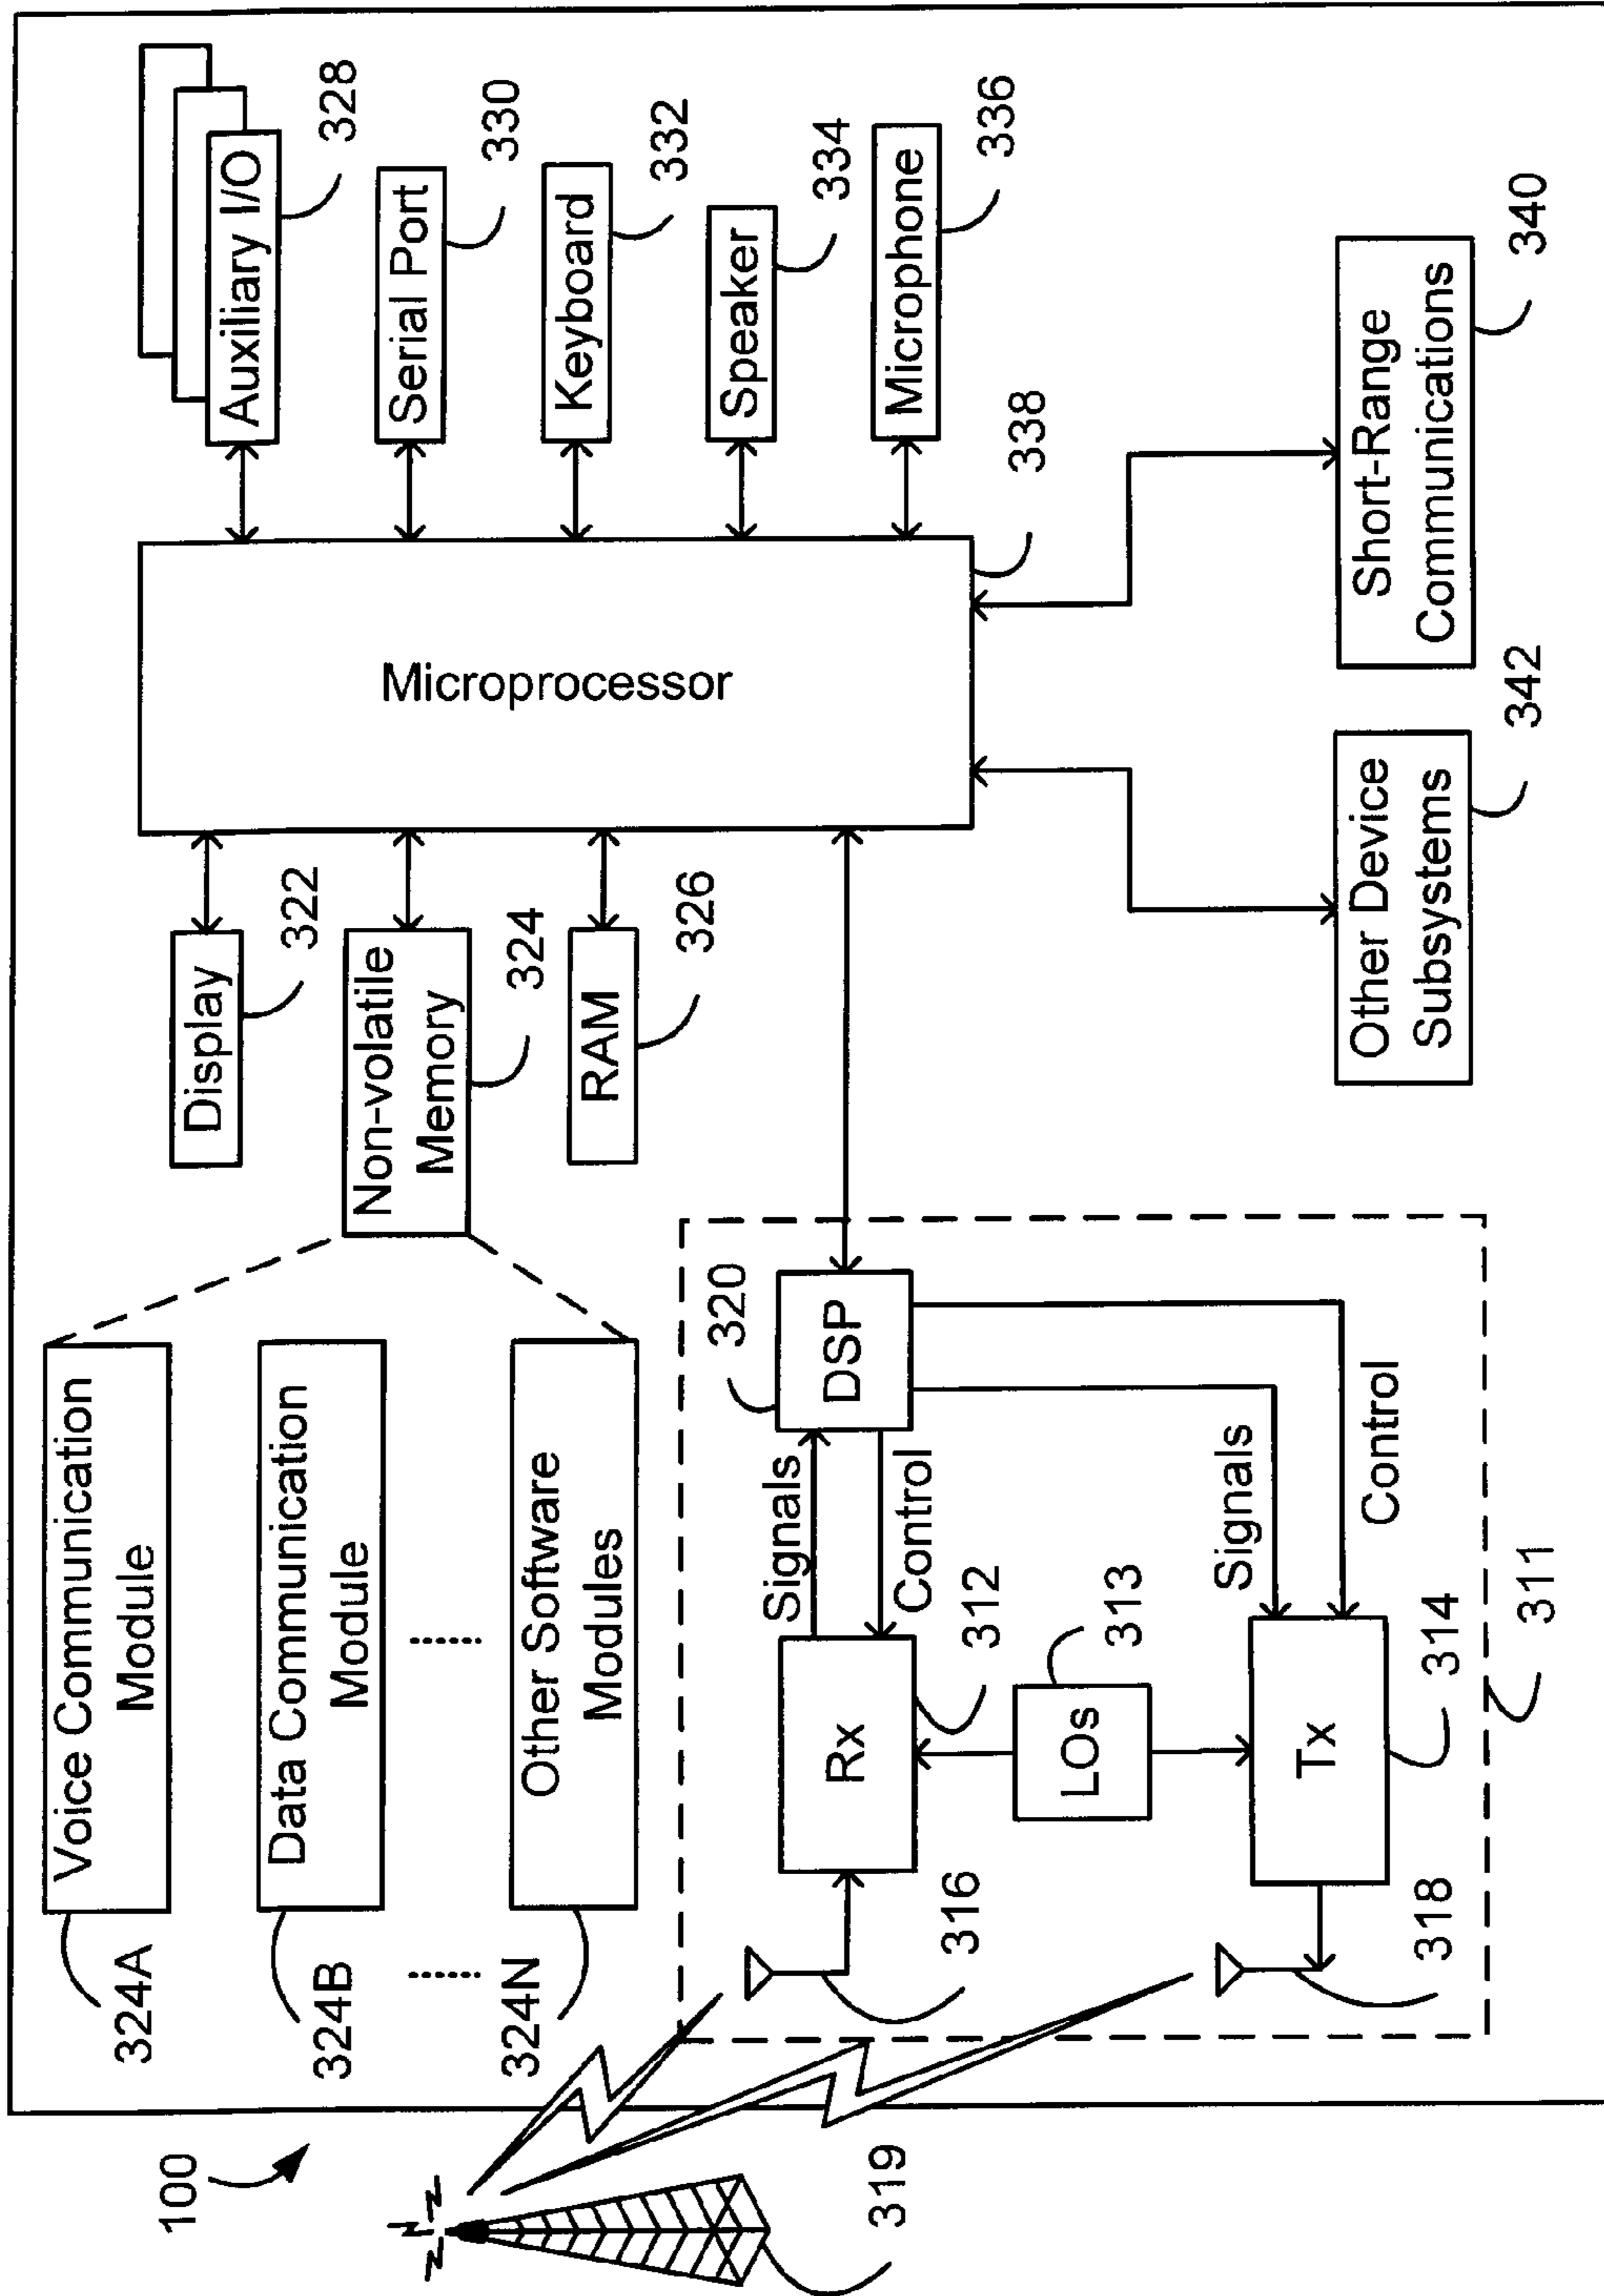 100
319
324A
Voice Communication
Module
324B
Data Communication
Module
324N
Other Software
Modules
Display
322
Non-volatile
Memory
324
RAM
326
Microprocessor
338
Auxiliary I/O
328
Serial Port
330
Keyboard
332
Speaker
334
Microphone
336
Short-Range
Communications
340
Other Device
Subsystems
342
320
DSP
Signals
Control
Rx
312
316
LOs
313
Signals
Control
Tx
314
318
311